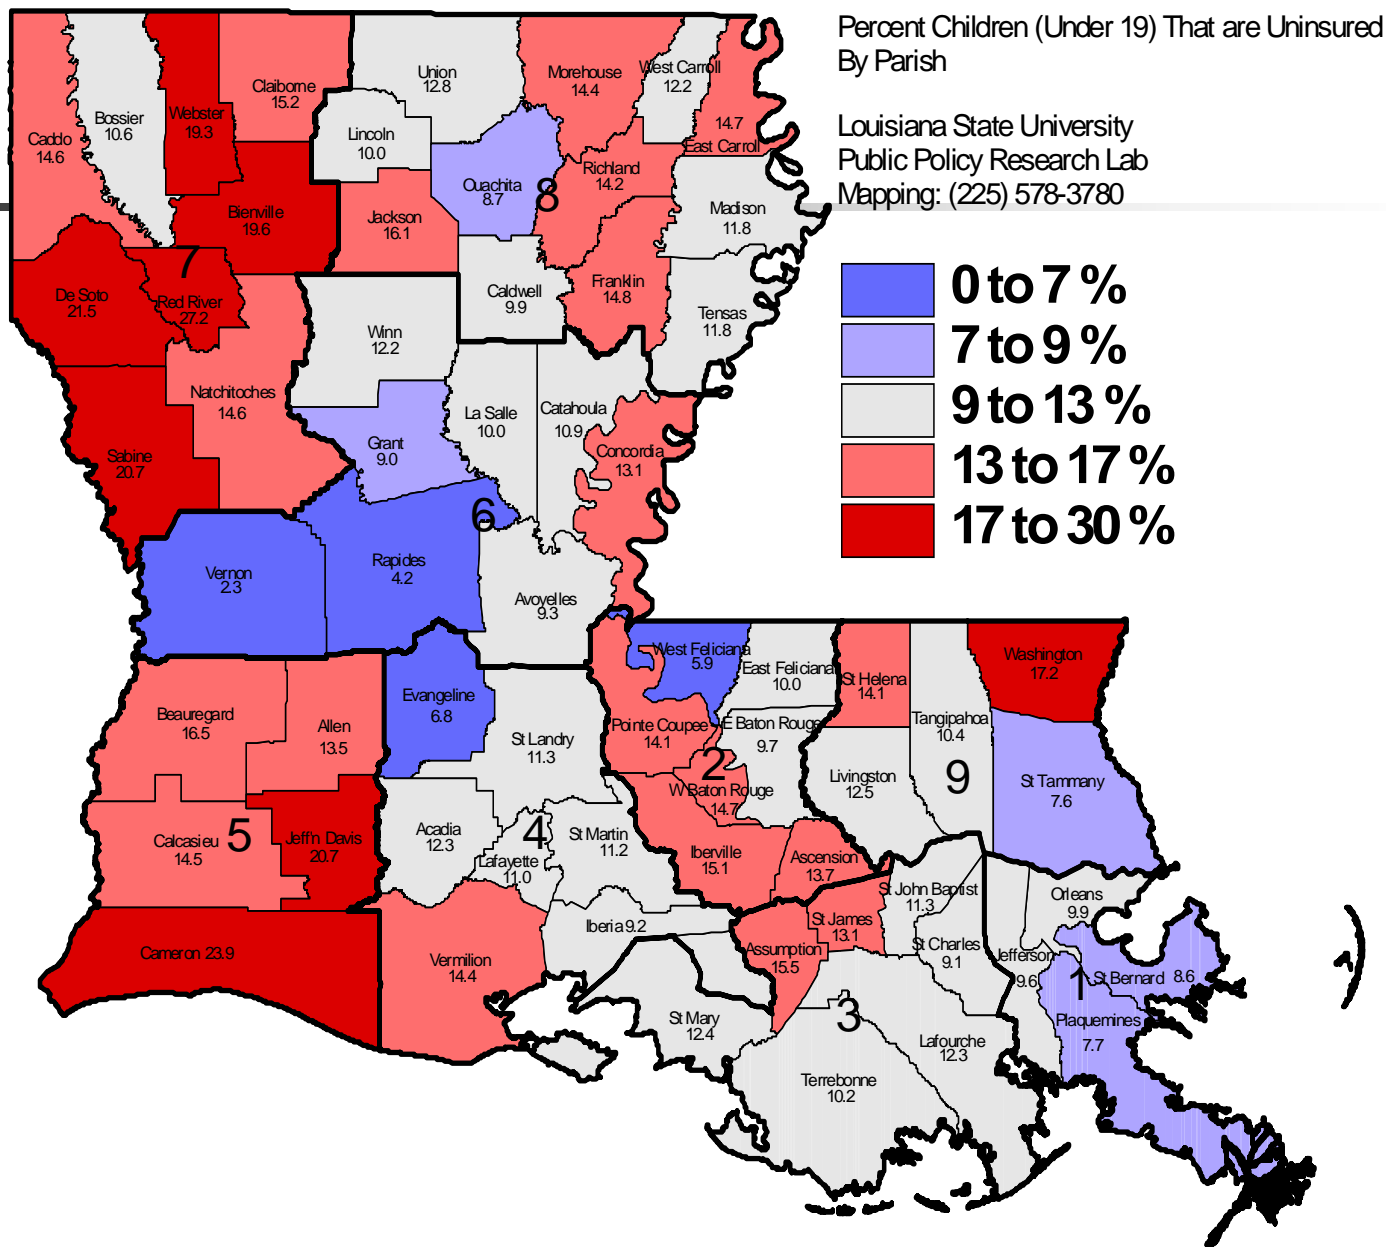 Percent Children (Under 19) That are Uninsured
By Parish
Louisiana State University
Public Policy Research Lab
Mapping: (225) 578-3780
0 to 7 %
7 to 9 %
9 to 13 %
13 to 17 %
17 to 30 %
Caddo
14.6
Bossier
10.6
Webster
19.3
Claiborne
15.2
Union
12.8
Lincoln
10.0
Morehouse
14.4
West Carroll
12.2
14.7
East Carroll
Ouachita
8.7
8
Richland
14.2
Madison
11.8
Bienville
19.6
Jackson
16.1
7
De Soto
21.5
Red River
27.2
Caldwell
9.9
Franklin
14.8
Tensas
11.8
Winn
12.2
Natchitoches
14.6
Grant
9.0
La Salle
10.0
Catahoula
10.9
Concordia
13.1
Sabine
20.7
6
Vernon
2.3
Rapides
4.2
Avoyelles
9.3
West Feliciana
5.9
East Feliciana
10.0
St Helena
14.1
Washington
17.2
Beauregard
16.5
Allen
13.5
Evangeline
6.8
St Landry
11.3
Pointe Coupee
14.1
E Baton Rouge
9.7
Tangipahoa
10.4
2
W Baton Rouge
14.7
Livingston
12.5
9
St Tammany
7.6
Calcasieu
14.5
5
Jeff'n Davis
20.7
Acadia
12.3
4
Lafayette
11.0
St Martin
11.2
Iberville
15.1
Ascension
13.7
St John Baptist
11.3
Orleans
9.9
Cameron 23.9
Vermilion
14.4
Iberia 9.2
Assumption
15.5
St James
13.1
St Charles
9.1
Jefferson
9.6
1
St Bernard 8.6
Plaquemines
7.7
St Mary
12.4
3
Lafourche
12.3
Terrebonne
10.2